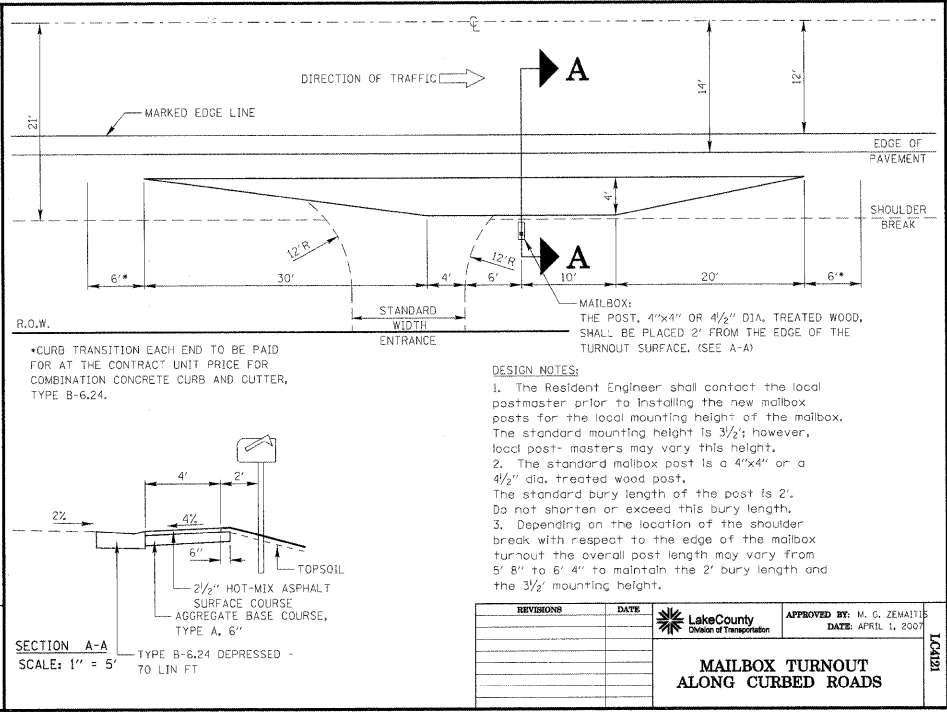 ℄
DIRECTION OF TRAFFIC
A
21'
14'
12'
MARKED EDGE LINE
EDGE OF
PAVEMENT
4'
SHOULDER
BREAK
12'R
12'R
A
6'*
30'
4'
6'
10'
20'
6'*
STANDARD
WIDTH
ENTRANCE
R.O.W.
MAILBOX:
THE POST, 4"x4" OR 4½" DIA. TREATED WOOD,
SHALL BE PLACED 2' FROM THE EDGE OF THE
TURNOUT SURFACE. (SEE A-A)
*CURB TRANSITION EACH END TO BE PAID
FOR AT THE CONTRACT UNIT PRICE FOR
COMBINATION CONCRETE CURB AND CUTTER,
TYPE B-6.24.
DESIGN NOTES:
1. The Resident Engineer shall contact the local
postmaster prior to installing the new mailbox
posts for the local mounting height of the mailbox.
The standard mounting height is 3½'; however,
local post- masters may vary this height.
2. The standard mailbox post is a 4"x4" or a
4½" dia. treated wood post.
The standard bury length of the post is 2'.
Do not shorten or exceed this bury length.
3. Depending on the location of the shoulder
break with respect to the edge of the mailbox
turnout the overall post length may vary from
5' 8" to 6' 4" to maintain the 2' bury length and
the 3½' mounting height.
4'
2'
2%
4%
6"
TOPSOIL
2½" HOT-MIX ASPHALT
SURFACE COURSE
AGGREGATE BASE COURSE,
TYPE A, 6"
TYPE B-6.24 DEPRESSED -
70 LIN FT
SECTION A-A
SCALE: 1" = 5'
REVISIONS
DATE
LakeCounty
Division of Transportation
APPROVED BY: M. G. ZEMAITIS
DATE: APRIL 1, 2007
MAILBOX TURNOUT
ALONG CURBED ROADS
LC4121